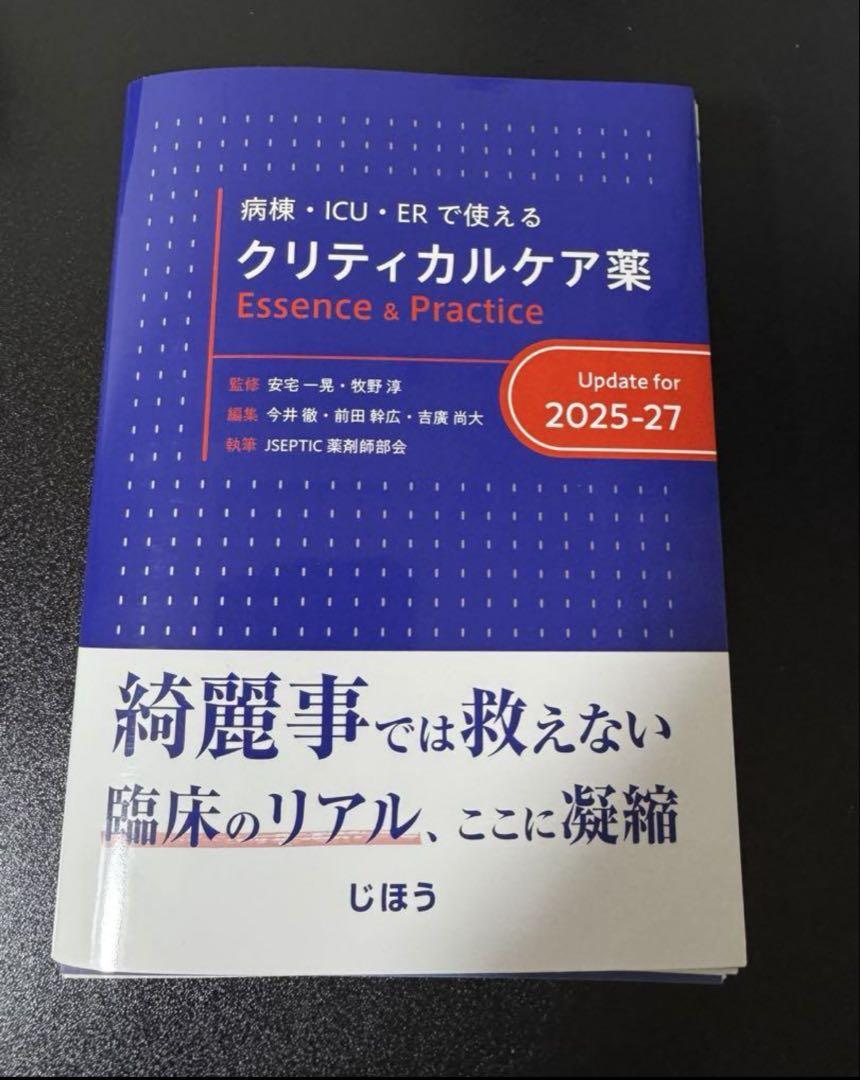 病棟・ICU・ERで使える
クリティカルケア薬
Essence & Practice
監修 安宅 一晃・牧野 淳
編集 今井 徹・前田 幹広・吉廣 尚大
執筆 JSEPTIC 薬剤師部会
Update for
2025-27
綺麗事では救えない
臨床のリアル、ここに凝縮
じほう